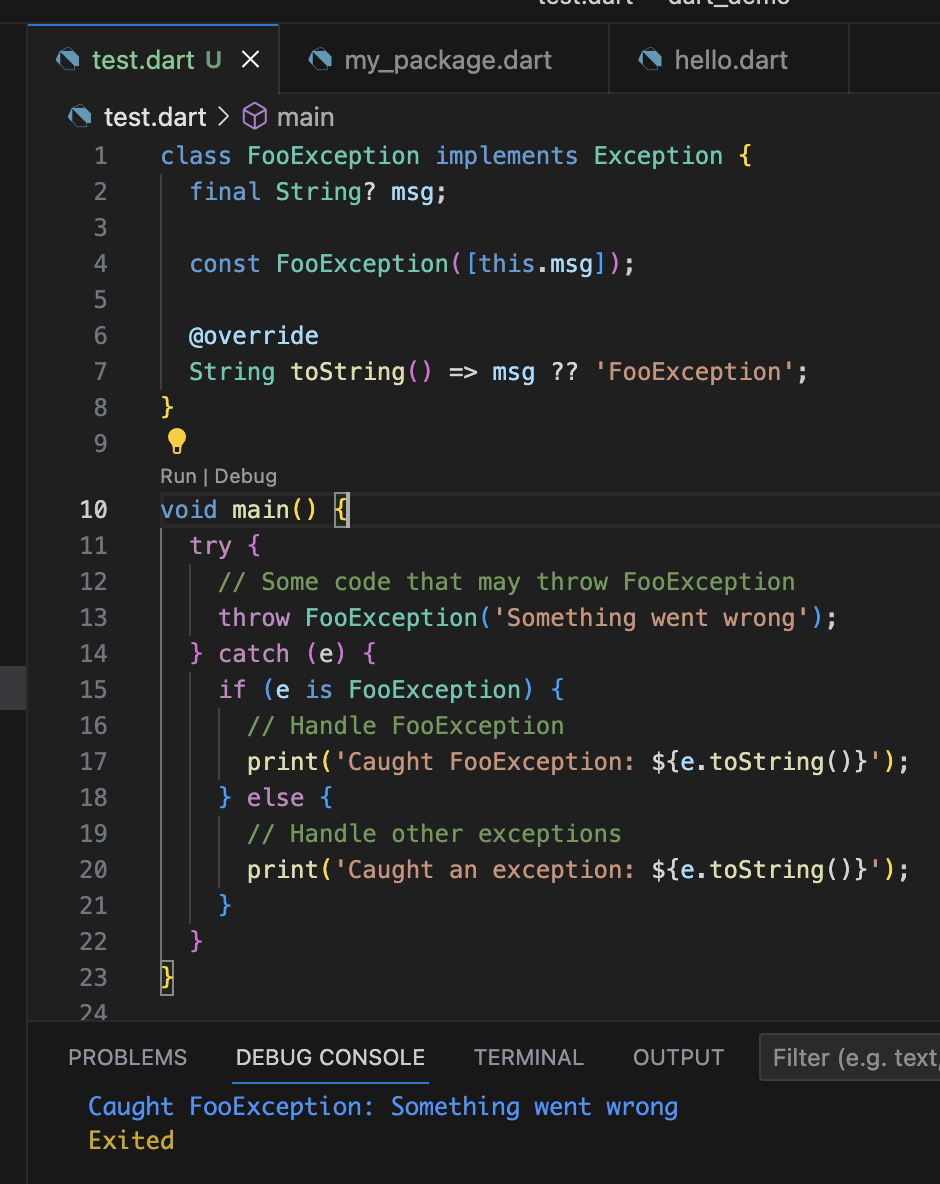 test.dart — dart_demo
test.dart U my_package.dart hello.dart
test.dart > main
1 class FooException implements Exception {
2   final String? msg;
3
4   const FooException([this.msg]);
5
6   @override
7   String toString() => msg ?? 'FooException';
8 }
9
Run | Debug
10 void main() {
11   try {
12     // Some code that may throw FooException
13     throw FooException('Something went wrong');
14   } catch (e) {
15     if (e is FooException) {
16       // Handle FooException
17       print('Caught FooException: ${e.toString()}');
18     } else {
19       // Handle other exceptions
20       print('Caught an exception: ${e.toString()}');
21     }
22   }
23 }
24
PROBLEMS DEBUG CONSOLE TERMINAL OUTPUT Filter (e.g. text,
Caught FooException: Something went wrong
Exited